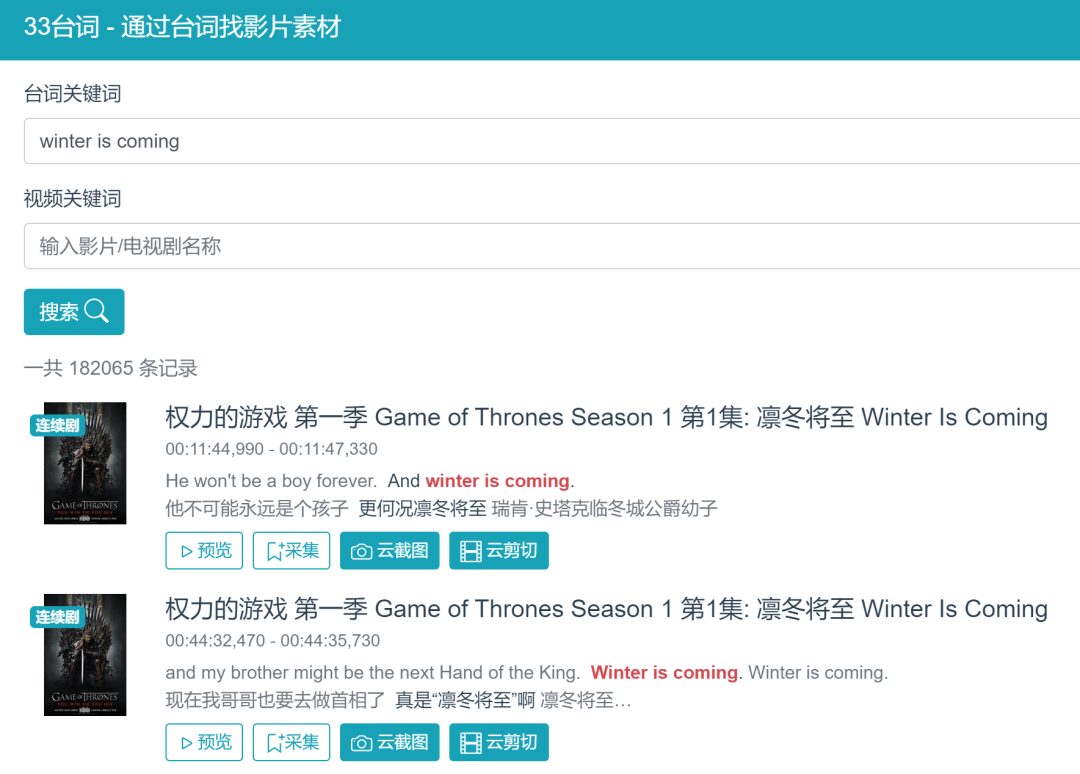 33台词 - 通过台词找影片素材
台词关键词
winter is coming
视频关键词
输入影片/电视剧名称
搜索
一共 182065 条记录
连续剧
GAME OF THRONES
YOU WIN OR YOU DIE
权力的游戏 第一季 Game of Thrones Season 1 第1集: 凛冬将至 Winter Is Coming
00:11:44,990 - 00:11:47,330
He won't be a boy forever. And winter is coming.
他不可能永远是个孩子 更何况凛冬将至 瑞肯·史塔克临冬城公爵幼子
预览 采集 云截图 云剪切
连续剧
GAME OF THRONES
YOU WIN OR YOU DIE
权力的游戏 第一季 Game of Thrones Season 1 第1集: 凛冬将至 Winter Is Coming
00:44:32,470 - 00:44:35,730
and my brother might be the next Hand of the King. Winter is coming. Winter is coming.
现在我哥哥也要去做首相了 真是“凛冬将至”啊 凛冬将至…
预览 采集 云截图 云剪切